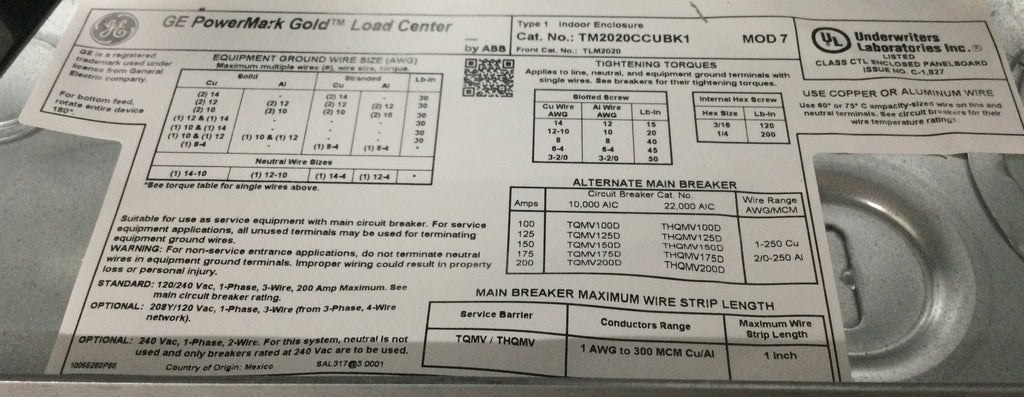 GE PowerMark Gold™ Load Center
by ABB
GE is a registered
trademark used under
license from General
Electric company.
For bottom feed,
rotate entire device
180°.
EQUIPMENT GROUND WIRE SIZE (AWG)
Maximum multiple wires (#), wire size, torque.
Solid Stranded Lb-in
Cu Al Cu Al
(2) 14 - (2) 14 - 30
(2) 12 (2) 12 (2) 12 (2) 12 30
(2) 10 (2) 10 (2) 10 (2) 10 30
(1) 12 & (1) 14 - - - 30
(1) 10 & (1) 14 - - - 30
(1) 10 & (1) 12 (1) 10 & (1) 12 - - 30
(1) 8-4 - (1) 8-4 (1) 8-4 *
Neutral Wire Sizes
(1) 14-10 (1) 12-10 (1) 14-4 (1) 12-4 *
*See torque table for single wires above.
Suitable for use as service equipment with main circuit breaker. For service
equipment applications, all unused terminals may be used for terminating
equipment ground wires.
WARNING: For non-service entrance applications, do not terminate neutral
wires in equipment ground terminals. Improper wiring could result in property
loss or personal injury.
STANDARD: 120/240 Vac, 1-Phase, 3-Wire, 200 Amp Maximum. See
main circuit breaker rating.
OPTIONAL: 208Y/120 Vac, 1-Phase, 3-Wire (from 3-Phase, 4-Wire
network).
OPTIONAL: 240 Vac, 1-Phase, 2-Wire. For this system, neutral is not
used and only breakers rated at 240 Vac are to be used.
Country of Origin: Mexico
Type 1 Indoor Enclosure
Cat. No.: TM2020CCUBK1 MOD 7
Front Cat. No.: TLM2020
TIGHTENING TORQUES
Applies to line, neutral, and equipment ground terminals with
single wires. See breakers for their tightening torques.
Slotted Screw
Cu Wire AWG Al Wire AWG Lb-in
14 12 15
12-10 10 20
8 8 40
6-4 6-4 45
3-2/0 3-2/0 50
Internal Hex Screw
Hex Size Lb-in
3/16 120
1/4 200
UL
Underwriters
Laboratories Inc.®
LISTED
CLASS CTL ENCLOSED PANELBOARD
ISSUE NO. C-1,827
USE COPPER OR ALUMINUM WIRE
Use 60° or 75° C ampacity-sized wire on line and
neutral terminals. See circuit breakers for their
wire temperature ratings.
ALTERNATE MAIN BREAKER
Amps Circuit Breaker Cat. No. Wire Range AWG/MCM
10,000 AIC 22,000 AIC
100 TQMV100D THQMV100D
125 TQMV125D THQMV125D
150 TQMV150D THQMV150D 1-250 Cu
175 TQMV175D THQMV175D 2/0-250 Al
200 TQMV200D THQMV200D
MAIN BREAKER MAXIMUM WIRE STRIP LENGTH
Service Barrier Conductors Range Maximum Wire Strip Length
TQMV / THQMV 1 AWG to 300 MCM Cu/Al 1 Inch